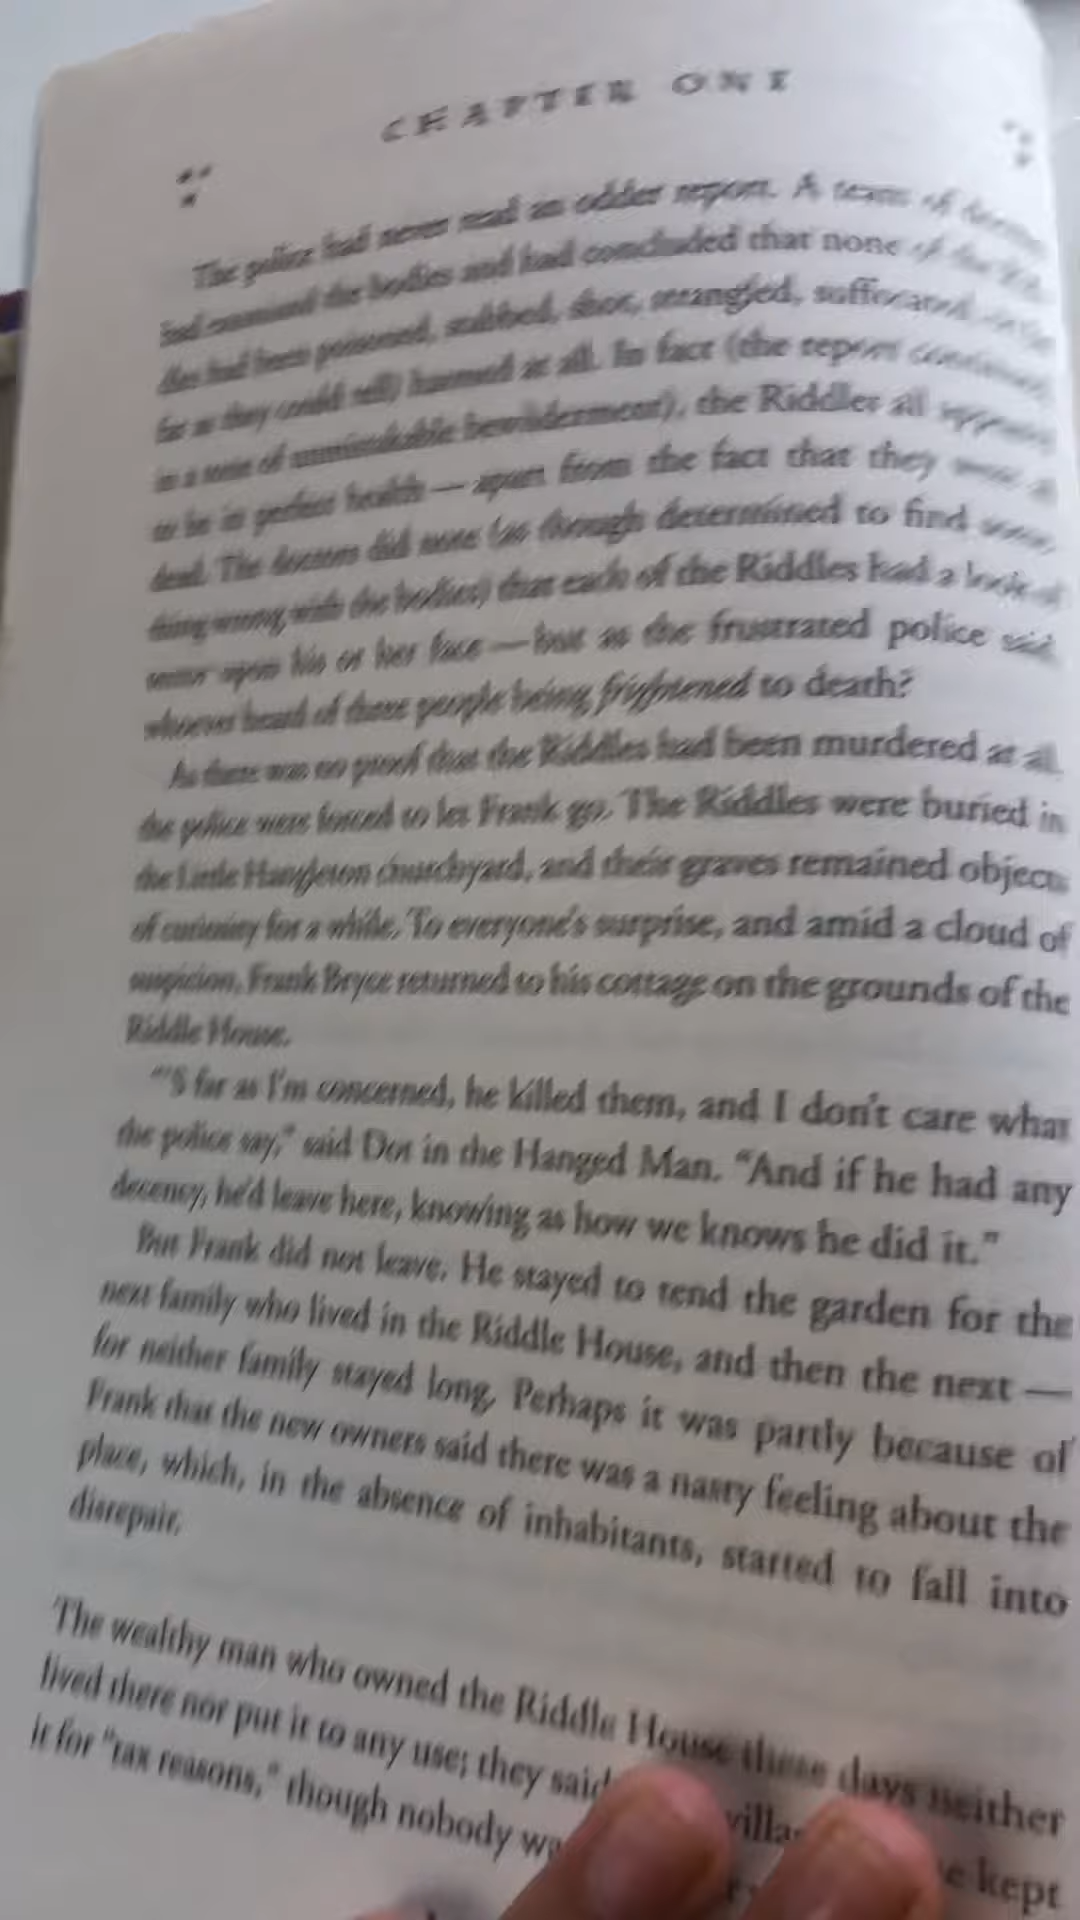 CHAPTER ONE
The police had never read an odder report. A team of
had examined the bodies and had concluded that none of the
dles had been poisoned, stabbed, shot, strangled, suffocated,
far as they could tell) harmed at all. In fact (the report continued,
in a tone of unmistakable bewilderment), the Riddles all appeared
to be in perfect health — apart from the fact that they were all
dead. The doctors did note (as though determined to find some-
thing wrong with the bodies) that each of the Riddles had a look of
terror upon his or her face — but as the frustrated police said,
whoever heard of three people being frightened to death?
As there was no proof that the Riddles had been murdered at all,
the police were forced to let Frank go. The Riddles were buried in
the Little Hangleton churchyard, and their graves remained objects
of curiosity for a while. To everyone's surprise, and amid a cloud of
suspicion, Frank Bryce returned to his cottage on the grounds of the
Riddle House.
"'S far as I'm concerned, he killed them, and I don't care what
the police say," said Dot in the Hanged Man. "And if he had any
decency, he'd leave here, knowing as how we knows he did it."
But Frank did not leave. He stayed to tend the garden for the
next family who lived in the Riddle House, and then the next —
for neither family stayed long. Perhaps it was partly because of
Frank that the new owners said there was a nasty feeling about the
place, which, in the absence of inhabitants, started to fall into
disrepair.
The wealthy man who owned the Riddle House these days neither
lived there nor put it to any use; they said kept
it for "tax reasons," though nobody